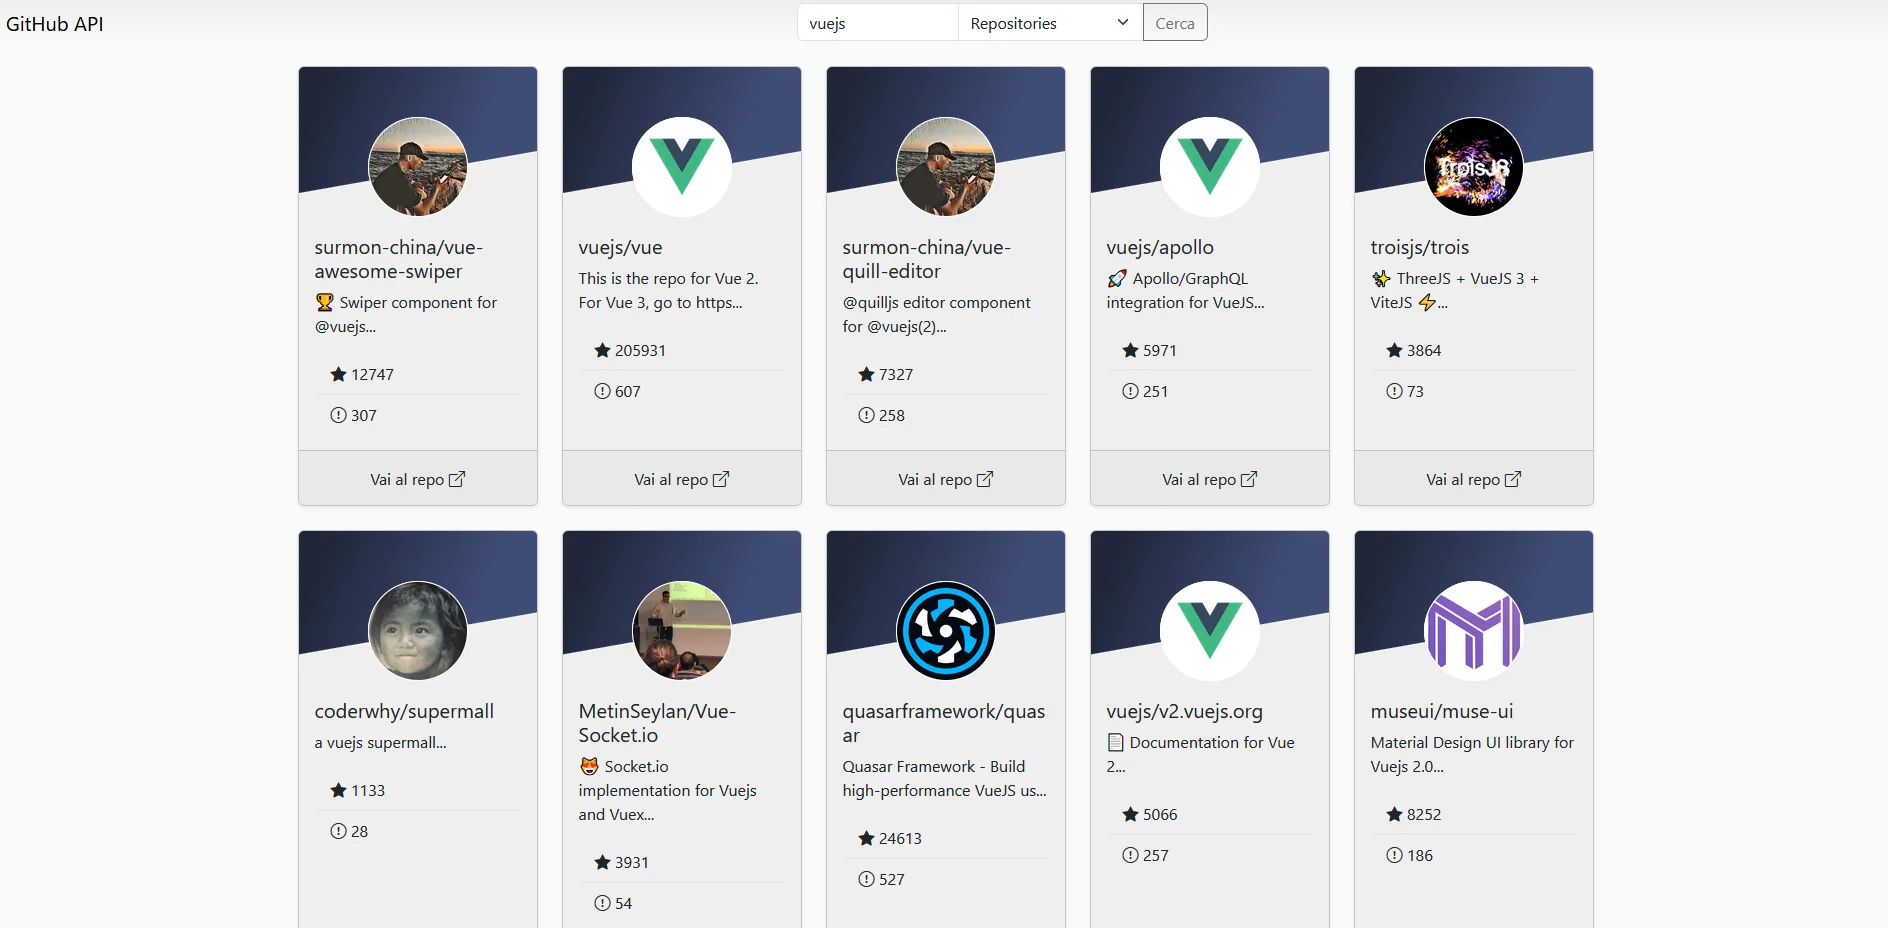 GitHub API
vuejs
Repositories
Cerca
surmon-china/vue-
awesome-swiper
🏆 Swiper component for
@vuejs...
12747
307
Vai al repo
vuejs/vue
This is the repo for Vue 2.
For Vue 3, go to https...
205931
607
Vai al repo
surmon-china/vue-
quill-editor
@quilljs editor component
for @vuejs(2)...
7327
258
Vai al repo
vuejs/apollo
🚀 Apollo/GraphQL
integration for VueJS...
5971
251
Vai al repo
TroisJS
troisjs/trois
✨ ThreeJS + VueJS 3 +
ViteJS ⚡...
3864
73
Vai al repo
coderwhy/supermall
a vuejs supermall...
1133
28
MetinSeylan/Vue-
Socket.io
😻 Socket.io
implementation for Vuejs
and Vuex...
3931
54
quasarframework/quas
ar
Quasar Framework - Build
high-performance VueJS us...
24613
527
vuejs/v2.vuejs.org
📄 Documentation for Vue
2...
5066
257
museui/muse-ui
Material Design UI library for
Vuejs 2.0...
8252
186